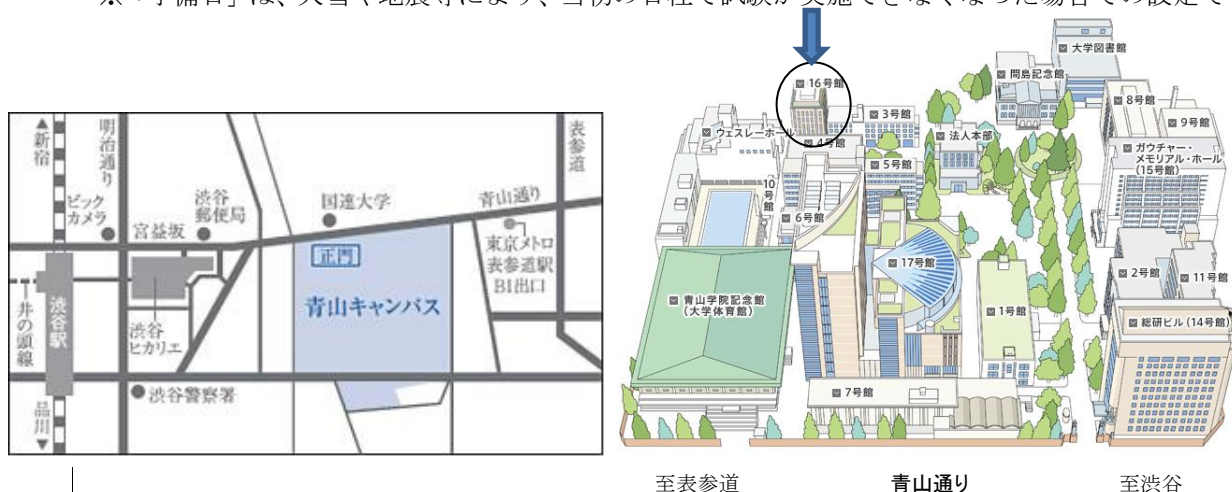 ※「予備日」は、大雪や地震等により、当初の日程で試験が実施できなくなった場合での設定で
▲新宿
明治通り
表参道
ビックカメラ
渋谷郵便局
宮益坂
国連大学
青山通り
正門
東京メトロ
表参道駅
B1出口
青山キャンパス
井の頭線
渋谷駅
渋谷
ヒカリエ
渋谷警察署
品川▼
大学図書館
間島記念館
16号館
8号館
3号館
9号館
ウェスレーホール
法人本部
4号館
ガウチャー・
メモリアル・ホール
(15号館)
5号館
10号館
6号館
17号館
2号館
11号館
青山学院記念館
(大学体育館)
1号館
総研ビル(14号館)
7号館
至表参道
青山通り
至渋谷